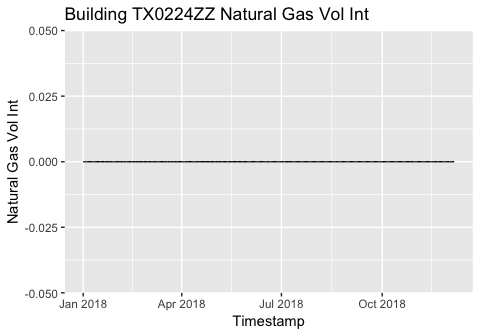 Building TX0224ZZ Natural Gas Vol Int
0.050
0.025
0.000
-0.025
-0.050
Natural Gas Vol Int
Jan 2018 Apr 2018 Jul 2018 Oct 2018
Timestamp